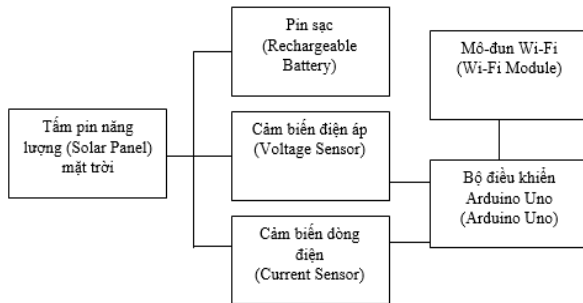 Pin sạc
(Rechargeable
Battery)
Mô-đun Wi-Fi
(Wi-Fi Module)
Tấm pin năng
lượng (Solar Panel)
mặt trời
Cảm biến điện áp
(Voltage Sensor)
Bộ điều khiển
Arduino Uno
(Arduino Uno)
Cảm biến dòng
điện
(Current Sensor)